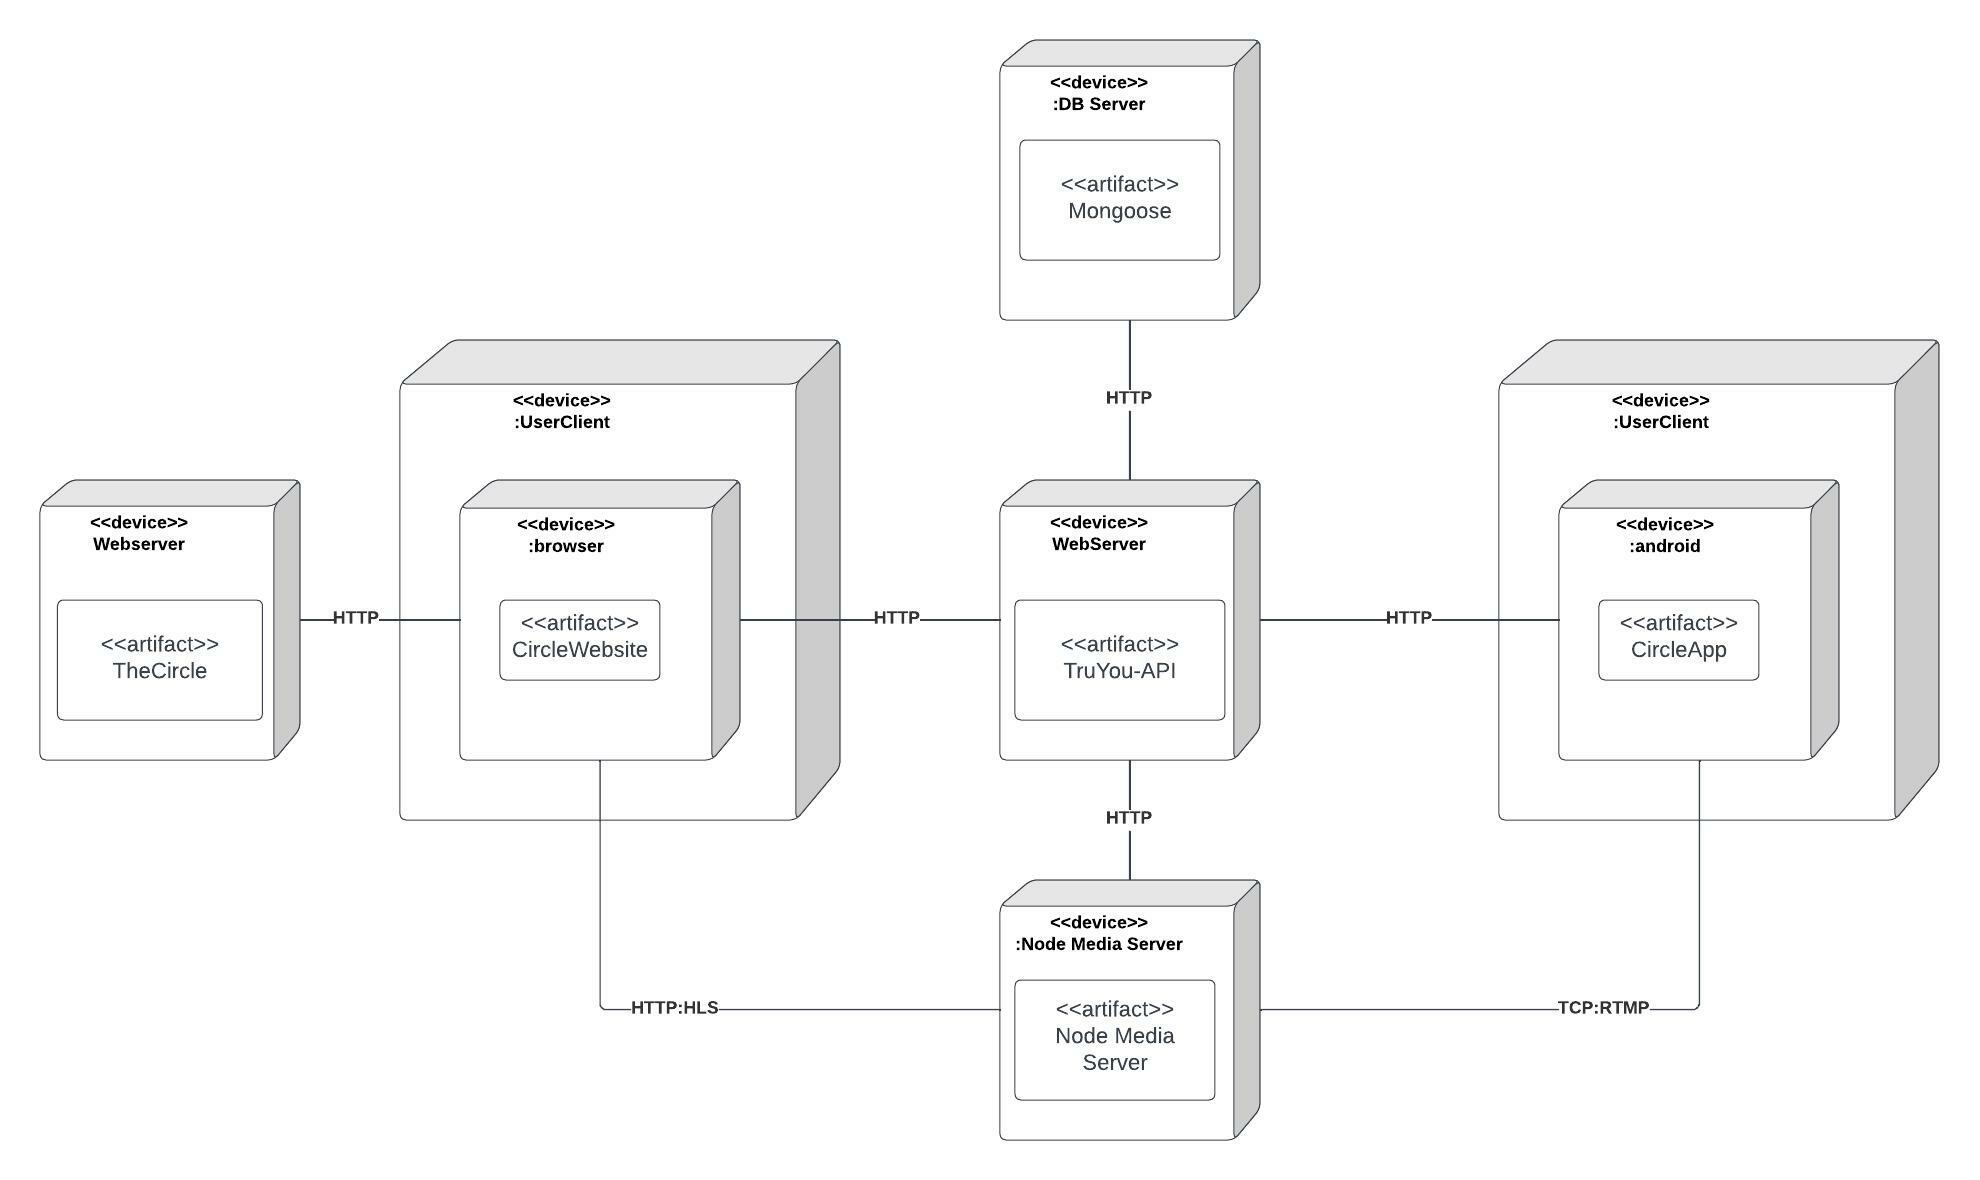 <<device>>
:DB Server
<<artifact>>
Mongoose
HTTP
<<device>>
:UserClient
<<device>>
:UserClient
<<device>>
Webserver
<<artifact>>
TheCircle
HTTP
<<device>>
:browser
<<artifact>>
CircleWebsite
HTTP
<<device>>
WebServer
<<artifact>>
TruYou-API
HTTP
<<device>>
:android
<<artifact>>
CircleApp
HTTP
<<device>>
:Node Media Server
<<artifact>>
Node Media
Server
HTTP:HLS
TCP:RTMP